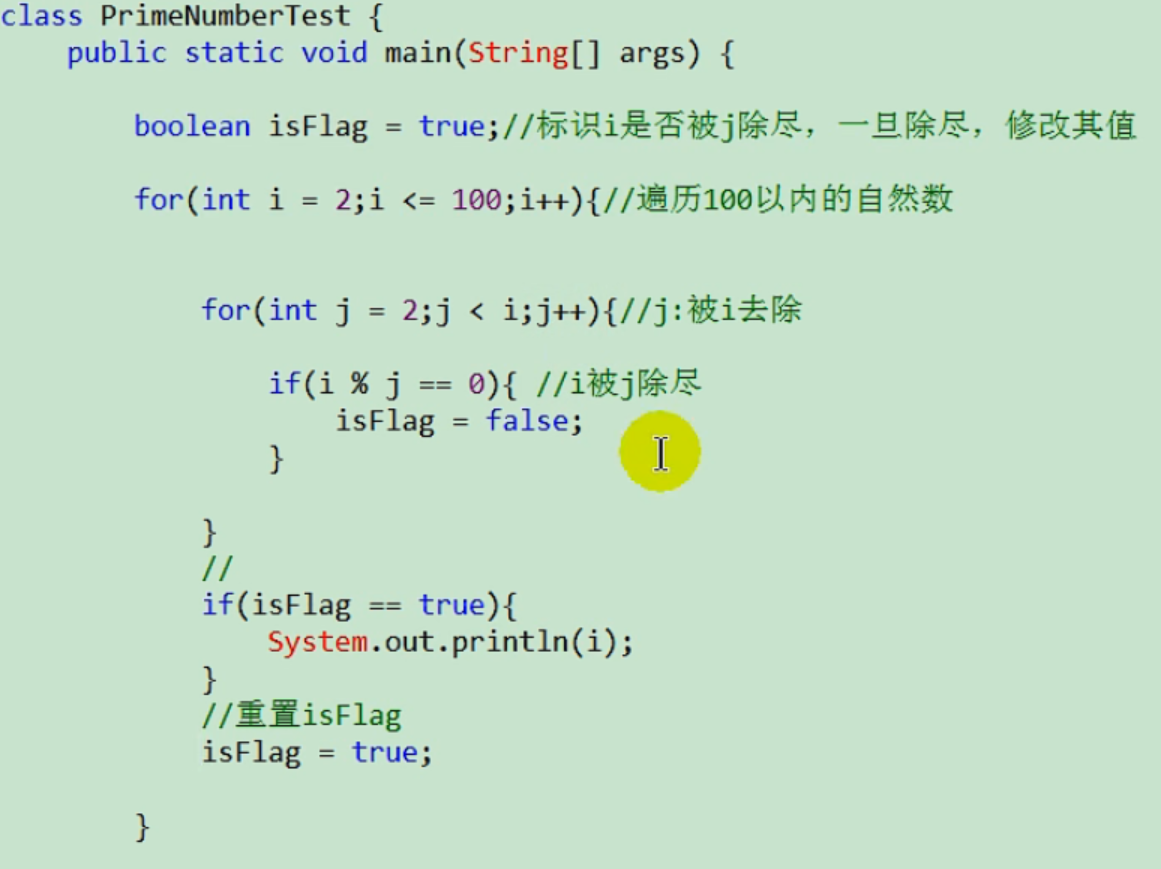 class PrimeNumberTest {
public static void main(String[] args) {
boolean isFlag = true;//标识i是否被j除尽，一旦除尽，修改其值
for(int i = 2;i <= 100;i++){//遍历100以内的自然数
for(int j = 2;j < i;j++){//j:被i去除
if(i % j == 0){ //i被j除尽
isFlag = false;
}
}
//
if(isFlag == true){
System.out.println(i);
}
//重置isFlag
isFlag = true;
}